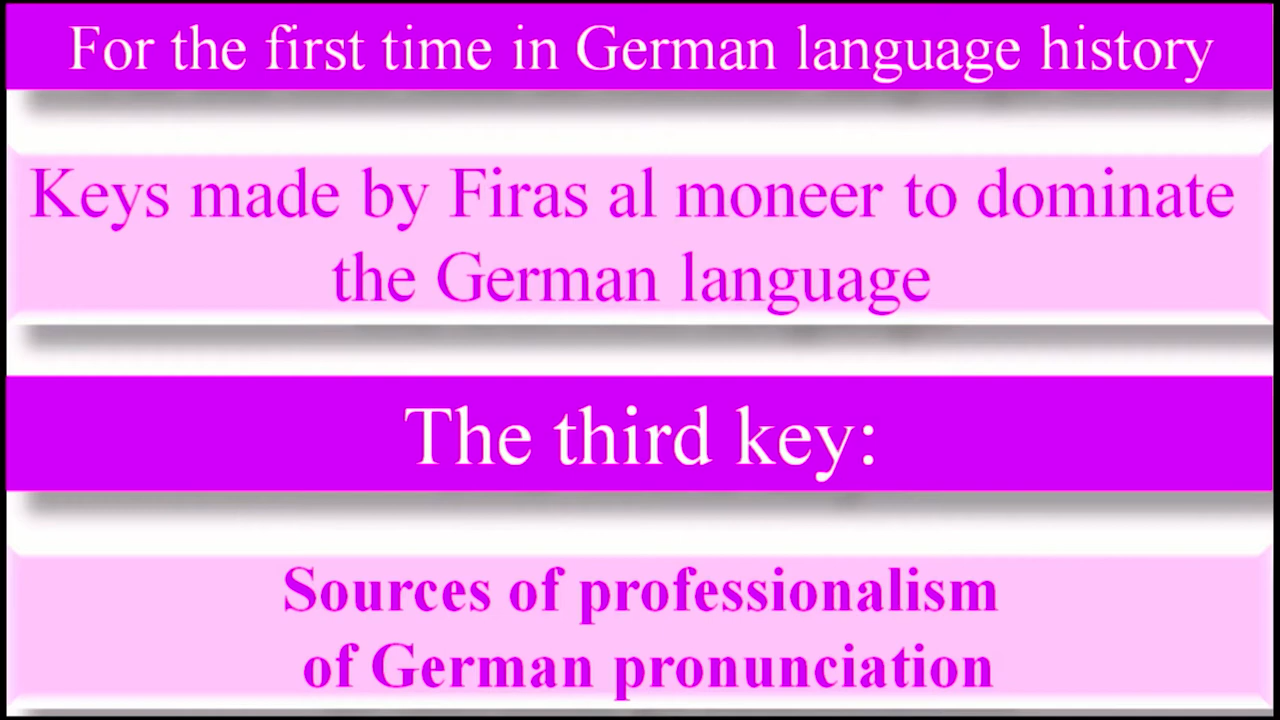 For the first time in German language history
Keys made by Firas al moneer to dominate
the German language
The third key:
Sources of professionalism
of German pronunciation